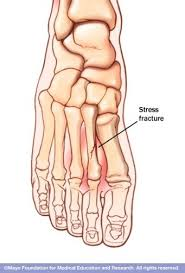 Stress
fracture
©Mayo Foundation for Medical Education and Research. All rights reserved.